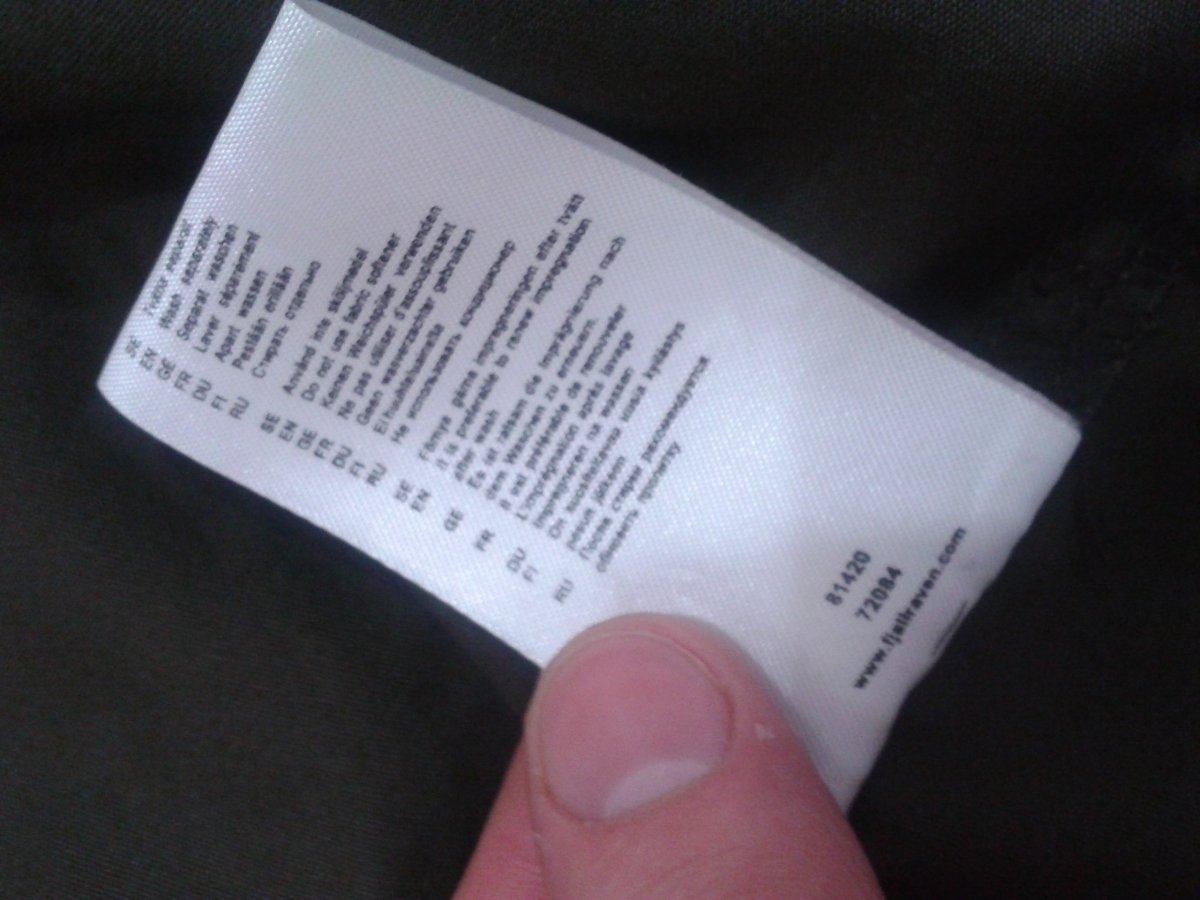 SE Tvättas separat
EN Wash separately
GE Separat waschen
FR Laver séparément
DU Apart wassen
FI Pestään erillään
RU Стирать отдельно
SE Använd inte sköljmedel
EN Do not use fabric softener
GE Keinen Weichspüler verwenden
FR Ne pas utiliser d'assouplissant
DU Geen wasverzachter gebruiken
FI Ei huuhteluainetta
RU Не использовать кондиционер
SE Förnya gärna impregneringen efter tvätt
EN It is preferable to renew impregnation
after wash
GE Es ist ratsam die Imprägnierung nach
dem Waschen zu erneuern.
FR Il est préférable de renouveler
L'imprégnation après lavage
DU Impregneren na wassen
FI On suositeltavaa uusia kyllästys
pesun jälkeen
RU После стирки рекомендуется
обновить пропитку
81420
72084
www.fjallraven.com